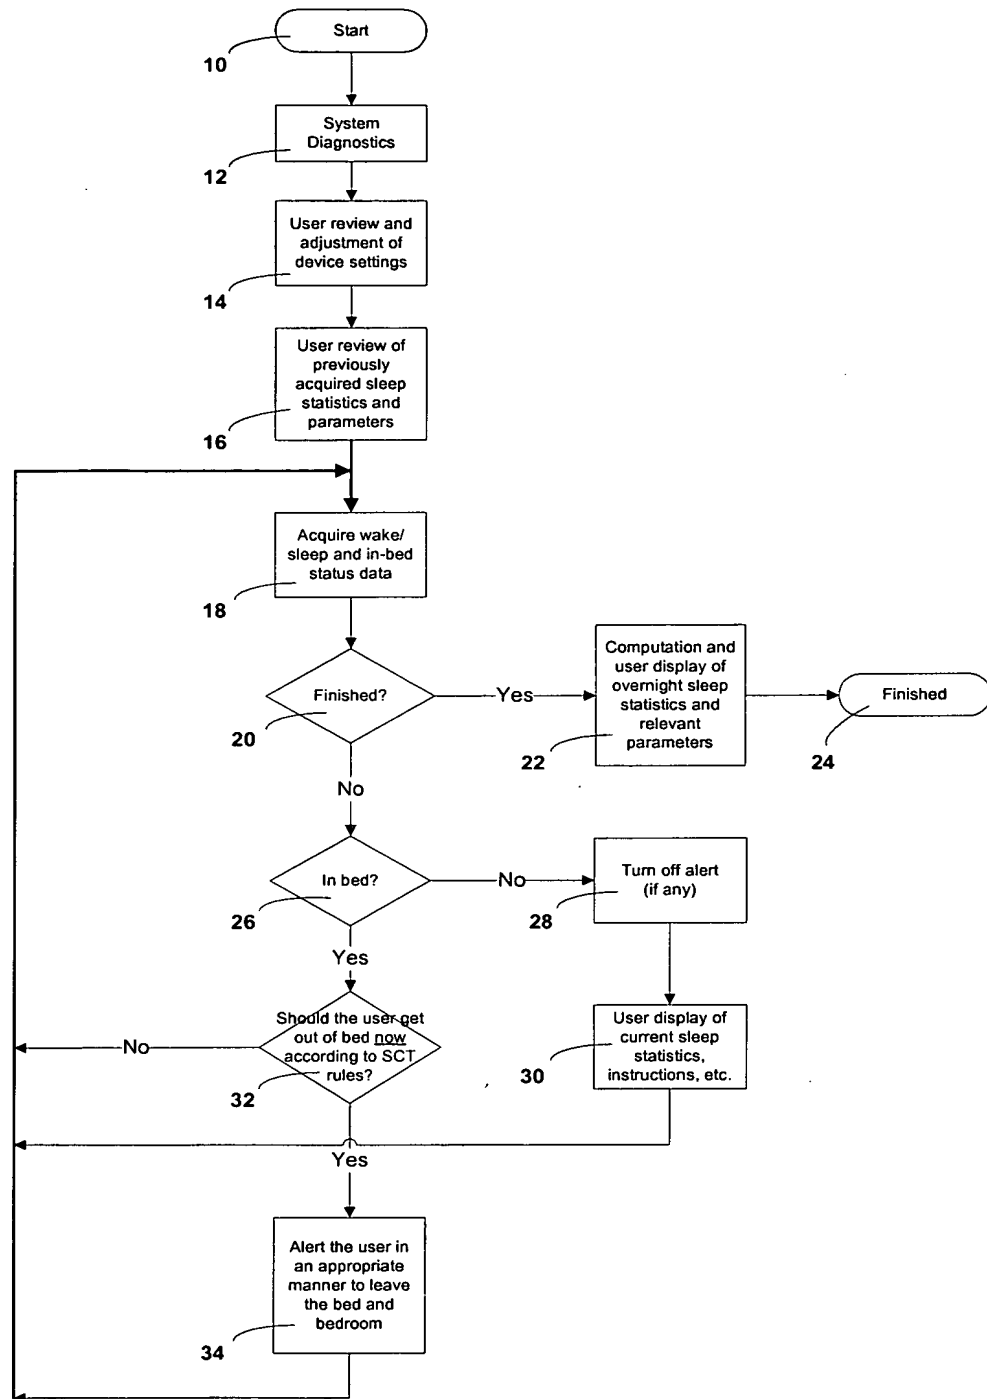 Start
10
System
Diagnostics
12
User review and
adjustment of
device settings
14
User review of
previously
acquired sleep
statistics and
parameters
16
Acquire wake/
sleep and in-bed
status data
18
Finished?
20
Yes
Computation and
user display of
overnight sleep
statistics and
relevant
parameters
22
Finished
24
No
In bed?
26
No
Turn off alert
(if any)
28
Yes
Should the user get
out of bed now
according to SCT
rules?
32
No
User display of
current sleep
statistics,
instructions, etc.
30
Yes
Alert the user in
an appropriate
manner to leave
the bed and
bedroom
34